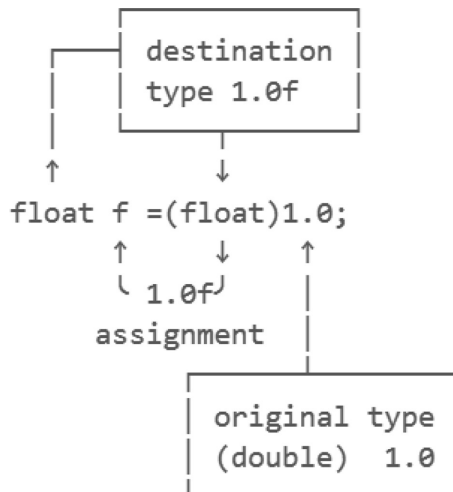 destination
type 1.0f
float f =(float)1.0;
1.0f
assignment
original type
(double)  1.0